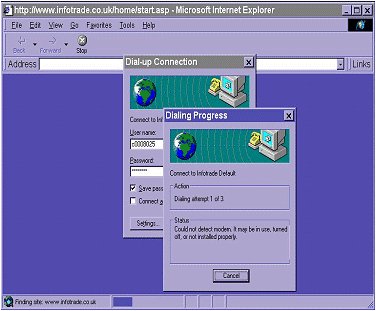 http://www.infotrade.co.uk/home/start.asp - Microsoft Internet Explorer
File Edit View Go Favorites Tools Help
Back Forward Stop
Address Links
Dial-up Connection
Connect to Inf
User name:
c0008025
Password:
********
Save pass
Connect a
Settings...
Dialing Progress
Connect to Infotrade Default
Action
Dialing attempt 1 of 3.
Status
Could not detect modem. It may be in use, turned
off, or not installed properly.
Cancel
Finding site: www.infotrade.co.uk